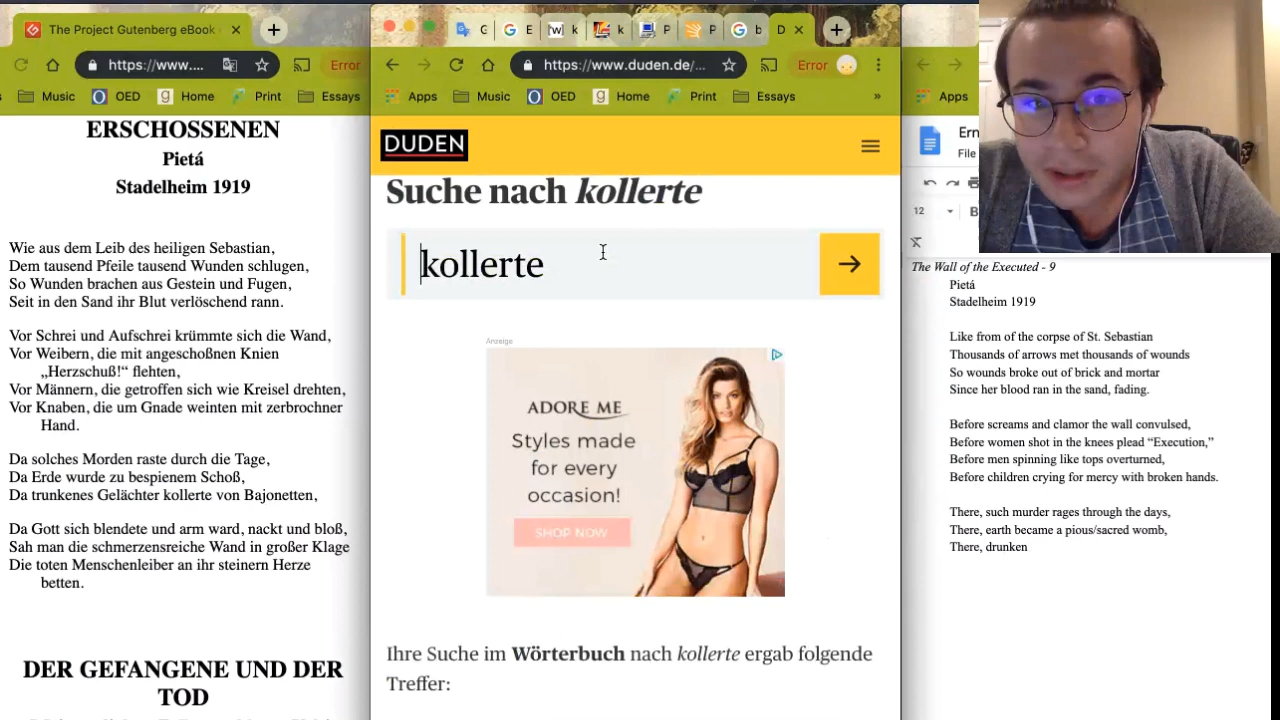 The Project Gutenberg eBook
https://www....
Error
Music
OED
Home
Print
Essays
ERSCHOSSENEN
Pietá
Stadelheim 1919
Wie aus dem Leib des heiligen Sebastian,
Dem tausend Pfeile tausend Wunden schlugen,
So Wunden brachen aus Gestein und Fugen,
Seit in den Sand ihr Blut verlöschend rann.
Vor Schrei und Aufschrei krümmte sich die Wand,
Vor Weibern, die mit angeschoßnen Knien
„Herzschuß!“ flehten,
Vor Männern, die getroffen sich wie Kreisel drehten,
Vor Knaben, die um Gnade weinten mit zerbrochner
Hand.
Da solches Morden raste durch die Tage,
Da Erde wurde zu bespienem Schoß,
Da trunkenes Gelächter kollerte von Bajonetten,
Da Gott sich blendete und arm ward, nackt und bloß,
Sah man die schmerzensreiche Wand in großer Klage
Die toten Menschenleiber an ihr steinern Herze
betten.
DER GEFANGENE UND DER
TOD
G
E
k
k
P
P
b
D
https://www.duden.de/...
Error
Apps
Music
OED
Home
Print
Essays
»
DUDEN
Suche nach kollerte
kollerte
Anzeige
ADORE ME
Styles made
for every
occasion!
SHOP NOW
Ihre Suche im Wörterbuch nach kollerte ergab folgende
Treffer:
Apps
Ern
File
12
B
The Wall of the Executed - 9
Pietá
Stadelheim 1919
Like from of the corpse of St. Sebastian
Thousands of arrows met thousands of wounds
So wounds broke out of brick and mortar
Since her blood ran in the sand, fading.
Before screams and clamor the wall convulsed,
Before women shot in the knees plead “Execution,”
Before men spinning like tops overturned,
Before children crying for mercy with broken hands.
There, such murder rages through the days,
There, earth became a pious/sacred womb,
There, drunken